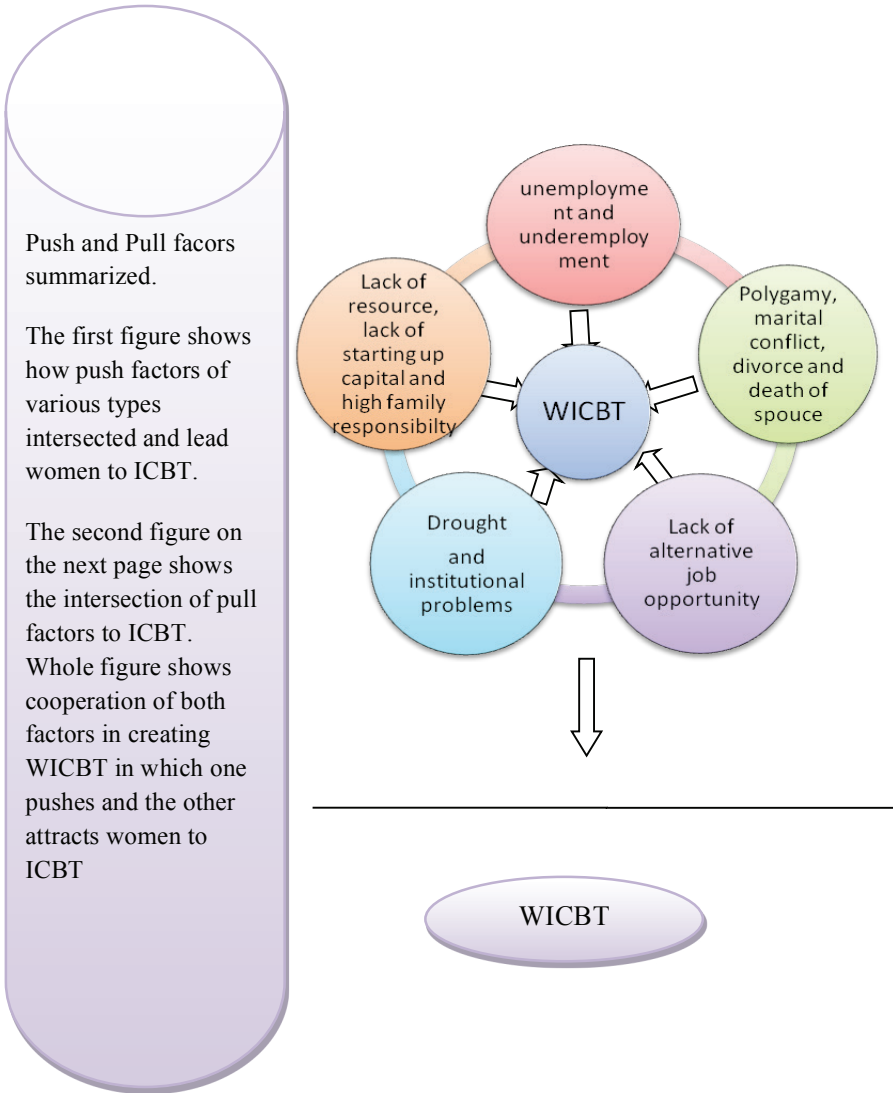 Push and Pull facors
summarized.
The first figure shows
how push factors of
various types
intersected and lead
women to ICBT.
The second figure on
the next page shows
the intersection of pull
factors to ICBT.
Whole figure shows
cooperation of both
factors in creating
WICBT in which one
pushes and the other
attracts women to
ICBT
unemployme
nt and
underemploy
ment
Lack of
resource,
lack of
starting up
capital and
high family
responsibilty
Polygamy,
marital
conflict,
divorce and
death of
spouce
WICBT
Drought
and
institutional
problems
Lack of
alternative
job
opportunity
WICBT